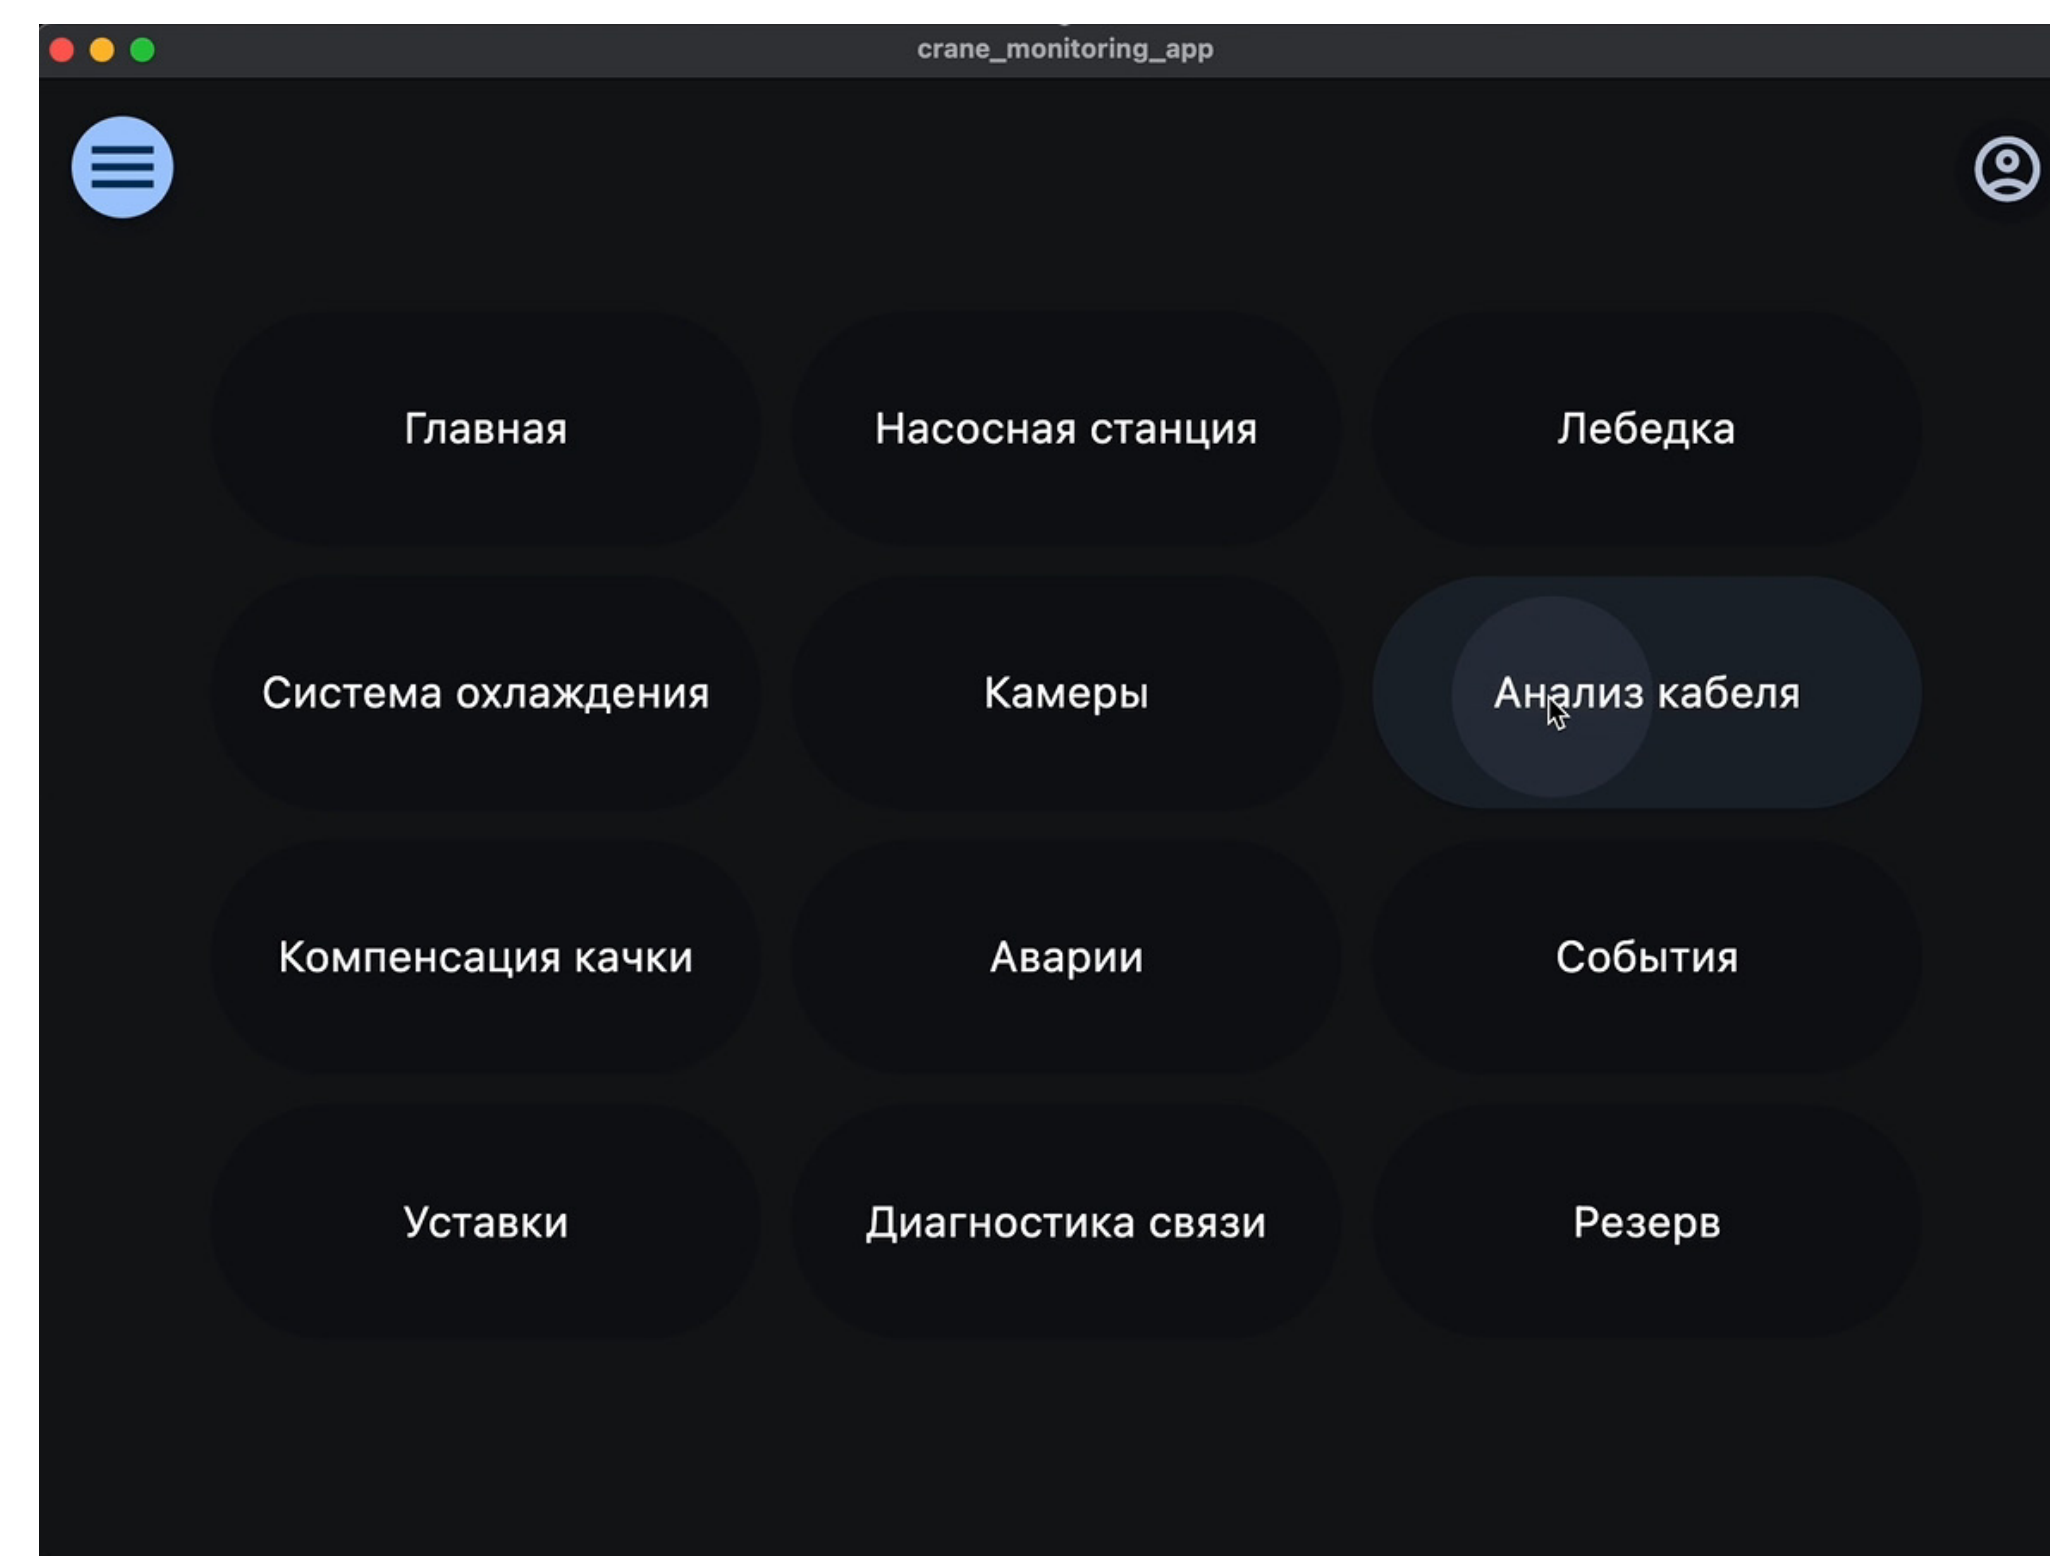 crane_monitoring_app
Главная
Насосная станция
Лебедка
Система охлаждения
Камеры
Анализ кабеля
Компенсация качки
Аварии
События
Уставки
Диагностика связи
Резерв